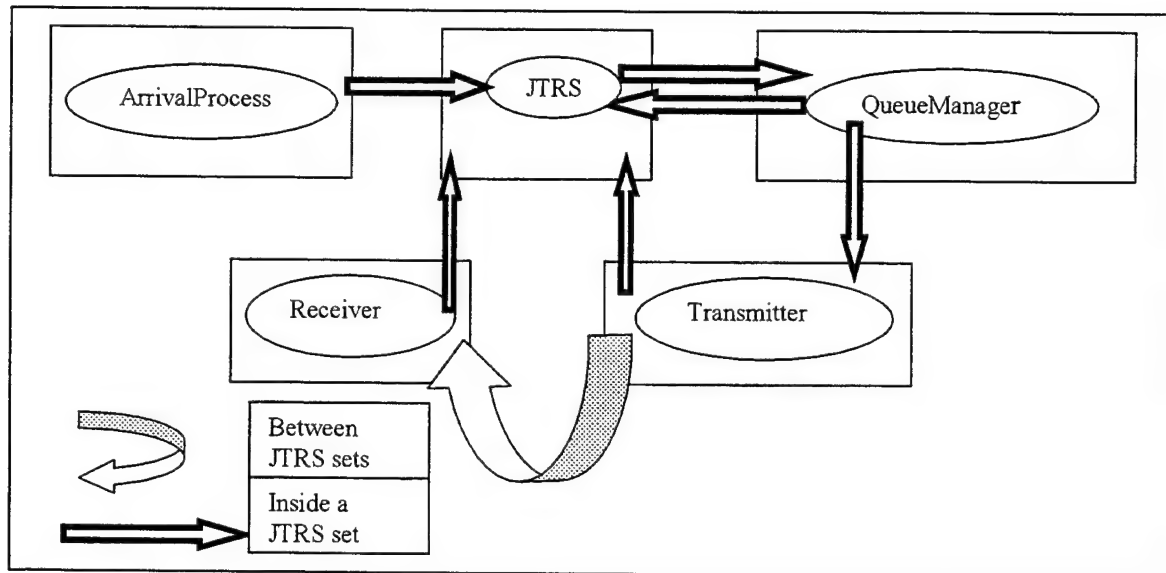 ArrivalProcess
JTRS
QueueManager
Receiver
Transmitter
Between
JTRS sets
Inside a
JTRS set